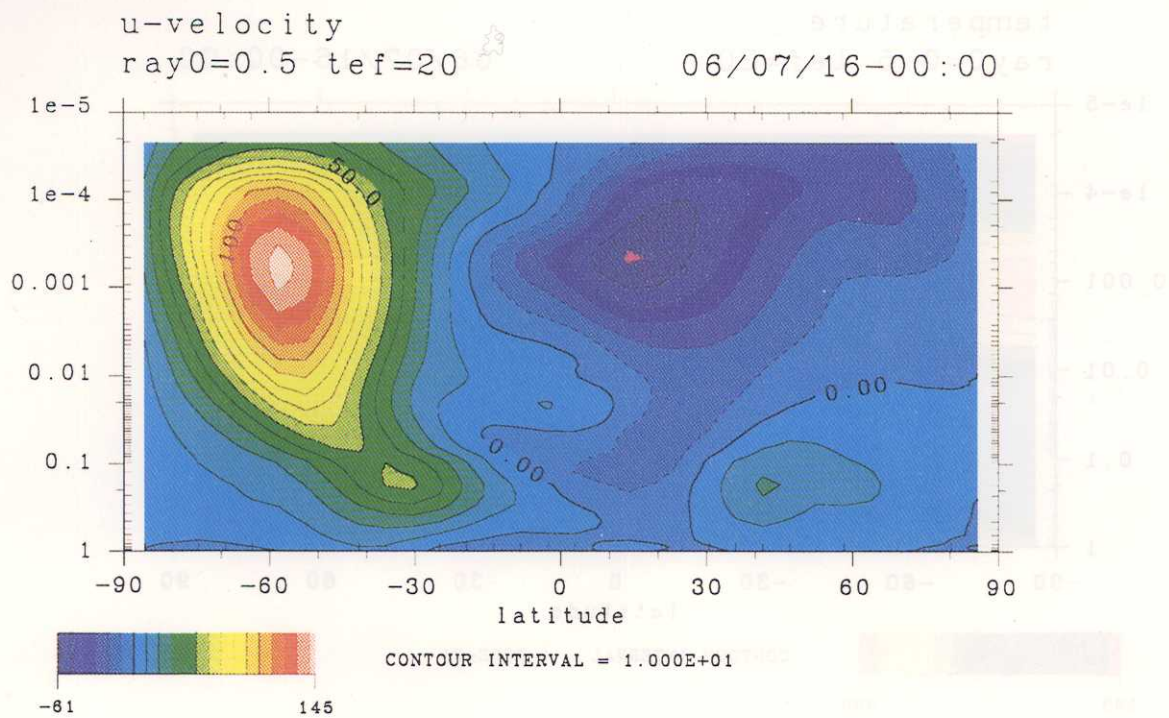 u-velocity
ray0=0.5 tef=20 06/07/16-00:00
1e-5
1e-4
0.001
0.01
0.1
1
50.0
100
0.00
0.00
-90 -60 -30 0 30 60 90
latitude
CONTOUR INTERVAL = 1.000E+01
-61 145